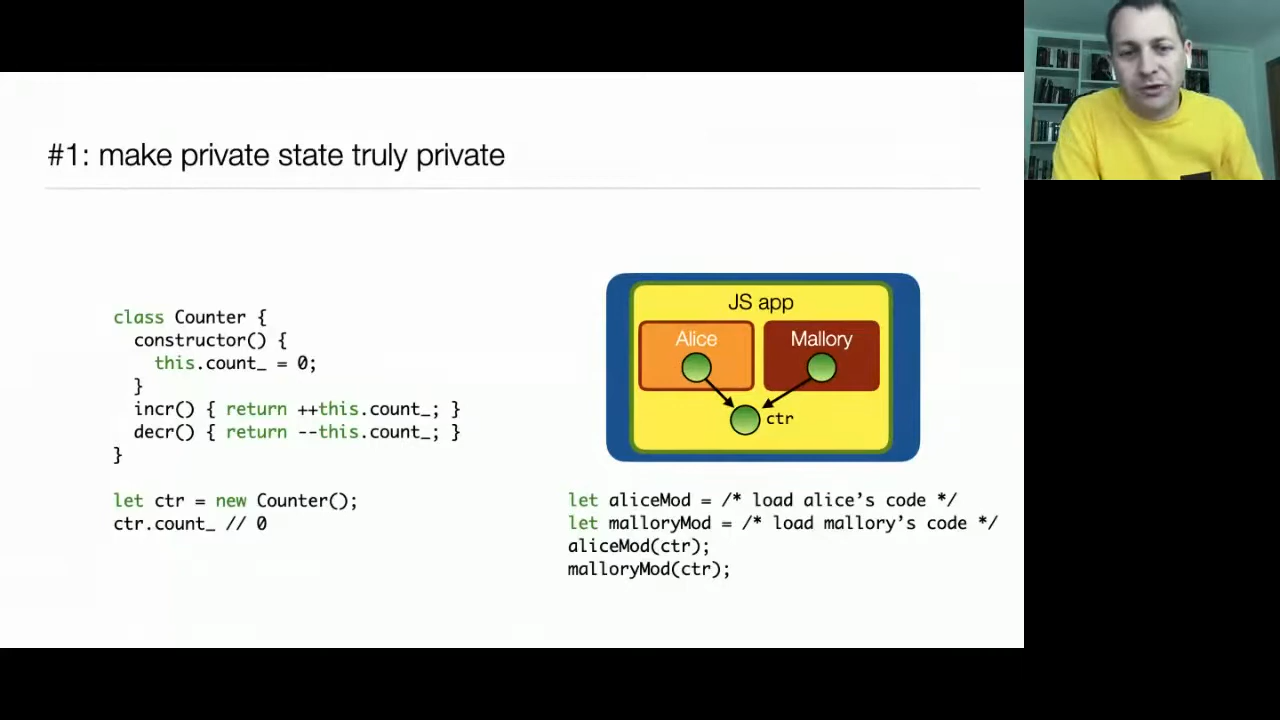 #1: make private state truly private
class Counter {
constructor() {
this.count_ = 0;
}
incr() { return ++this.count_; }
decr() { return --this.count_; }
}
let ctr = new Counter();
ctr.count_ // 0
JS app
Alice
Mallory
ctr
let aliceMod = /* load alice's code */
let malloryMod = /* load mallory's code */
aliceMod(ctr);
malloryMod(ctr);